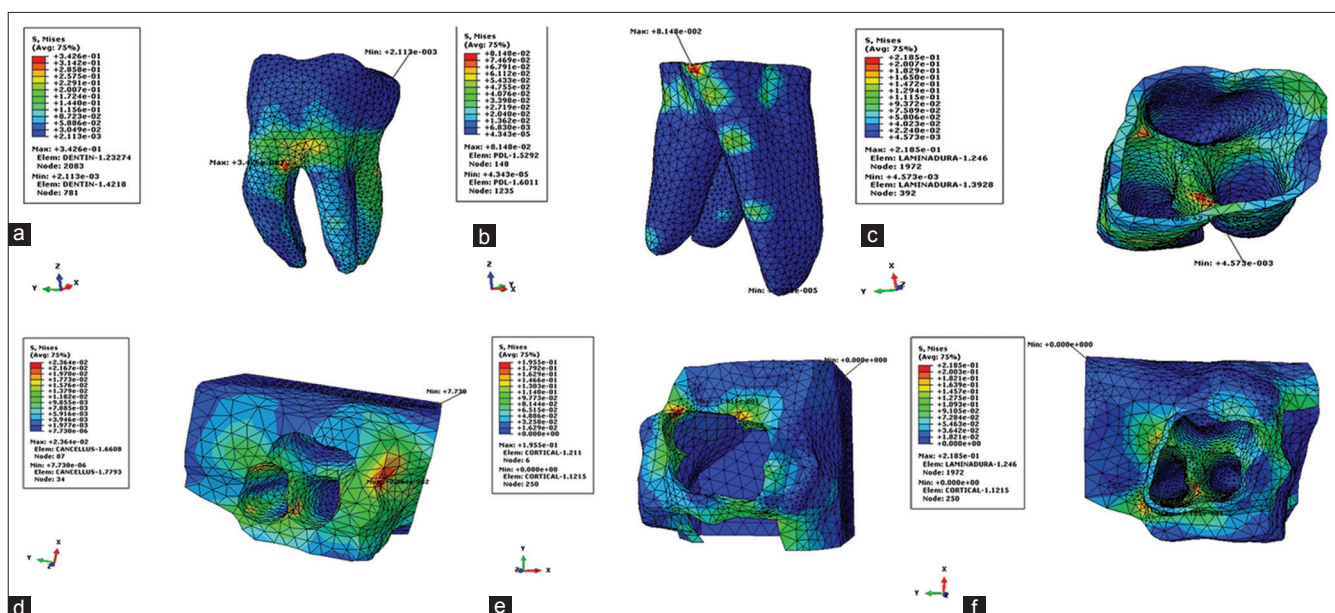 S, Mises
(Avg: 75%)
+3.426e-01
+3.142e-01
+2.858e-01
+2.575e-01
+2.291e-01
+2.007e-01
+1.724e-01
+1.440e-01
+1.156e-01
+8.723e-02
+5.886e-02
+3.049e-02
+2.113e-03
Max: +3.426e-01
Elem: DENTIN-1.23274
Node: 2083
Min: +2.113e-03
Elem: DENTIN-1.4218
Node: 781
Min: +2.113e-003
a
Z
Y
X
S, Mises
(Avg: 75%)
+8.148e-02
+7.469e-02
+6.791e-02
+6.112e-02
+5.433e-02
+4.755e-02
+4.076e-02
+3.398e-02
+2.719e-02
+2.040e-02
+1.362e-02
+6.830e-03
+4.343e-05
Max: +8.148e-02
Elem: PDL-1.5292
Node: 148
Min: +4.343e-05
Elem: PDL-1.6011
Node: 1235
Max: +8.148e-002
b
Z
Y
X
S, Mises
(Avg: 75%)
+2.185e-01
+2.007e-01
+1.829e-01
+1.650e-01
+1.472e-01
+1.294e-01
+1.115e-01
+9.372e-02
+7.589e-02
+5.806e-02
+4.023e-02
+2.240e-02
+4.573e-03
Max: +2.185e-01
Elem: LAMINADURA-1.246
Node: 1972
Min: +4.573e-03
Elem: LAMINADURA-1.3928
Node: 392
Min: +4.573e-003
c
X
Y
Z
S, Mises
(Avg: 75%)
+2.364e-02
+2.167e-02
+1.970e-02
+1.773e-02
+1.576e-02
+1.379e-02
+1.182e-02
+9.855e-03
+7.885e-03
+5.916e-03
+3.946e-03
+1.977e-03
+7.730e-06
Max: +2.364e-02
Elem: CANCELLUS-1.6608
Node: 87
Min: +7.730e-06
Elem: CANCELLUS-1.7793
Node: 34
Min: +7.730
d
X
Y
Z
S, Mises
(Avg: 75%)
+1.955e-01
+1.792e-01
+1.629e-01
+1.466e-01
+1.303e-01
+1.140e-01
+9.773e-02
+8.144e-02
+6.515e-02
+4.886e-02
+3.258e-02
+1.629e-02
+0.000e+00
Max: +1.955e-01
Elem: CORTICAL-1.211
Node: 6
Min: +0.000e+00
Elem: CORTICAL-1.1215
Node: 250
Min: +0.000e+000
e
Y
Z
X
S, Mises
(Avg: 75%)
+2.185e-01
+2.003e-01
+1.821e-01
+1.639e-01
+1.457e-01
+1.275e-01
+1.093e-01
+9.105e-02
+7.284e-02
+5.463e-02
+3.642e-02
+1.821e-02
+0.000e+00
Max: +2.185e-01
Elem: LAMINADURA-1.246
Node: 1972
Min: +0.000e+00
Elem: CORTICAL-1.1215
Node: 250
Min: +0.000e+000
f
X
Y